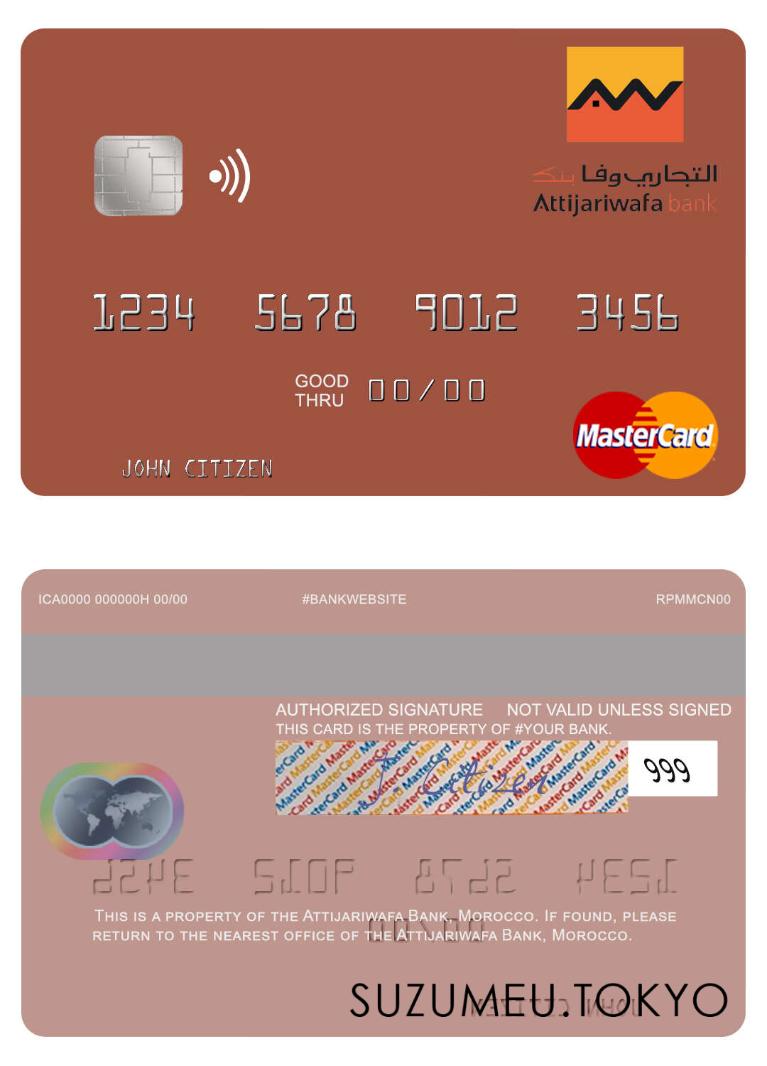 التجاري وفا بنك
Attijariwafa bank
1234 5678 9012 3456
GOOD THRU 00/00
MasterCard
JOHN CITIZEN
ICA0000 000000H 00/00 #BANKWEBSITE RPMMCN00
AUTHORIZED SIGNATURE NOT VALID UNLESS SIGNED
THIS CARD IS THE PROPERTY OF #YOUR BANK.
J. Citizen 999
THIS IS A PROPERTY OF THE ATTIJARIWAFA BANK, MOROCCO. IF FOUND, PLEASE
RETURN TO THE NEAREST OFFICE OF THE ATTIJARIWAFA BANK, MOROCCO.
SUZUMEU.TOKYO